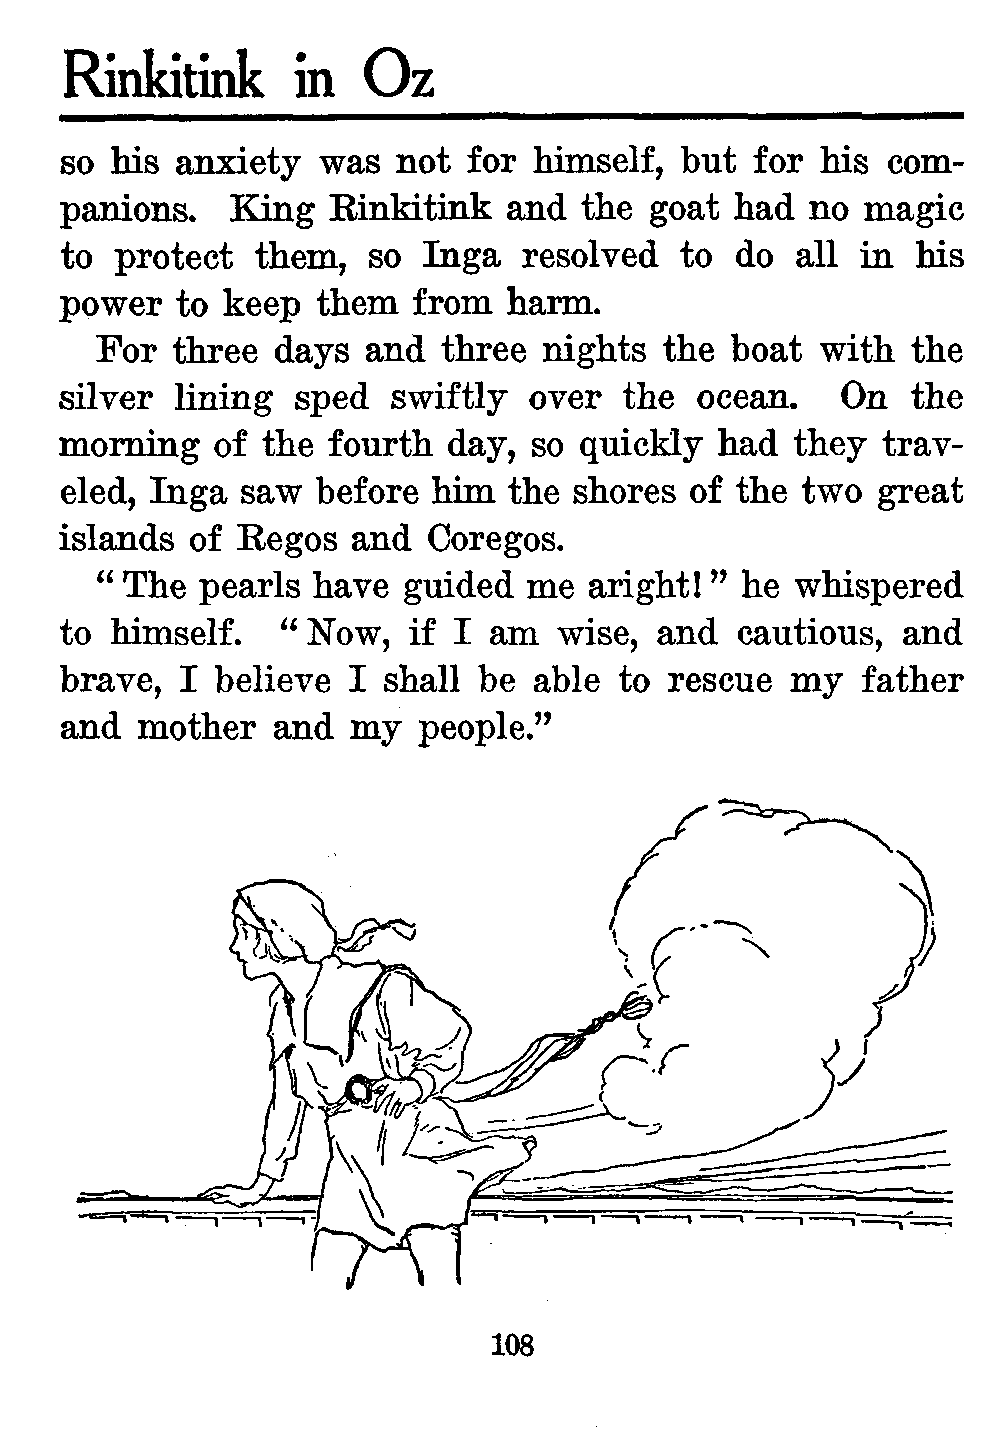 Rinkitink in Oz
so his anxiety was not for himself, but for his com-
panions. King Rinkitink and the goat had no magic
to protect them, so Inga resolved to do all in his
power to keep them from harm.
For three days and three nights the boat with the
silver lining sped swiftly over the ocean. On the
morning of the fourth day, so quickly had they trav-
eled, Inga saw before him the shores of the two great
islands of Regos and Coregos.
“ The pearls have guided me aright! ” he whispered
to himself. “ Now, if I am wise, and cautious, and
brave, I believe I shall be able to rescue my father
and mother and my people.”
108